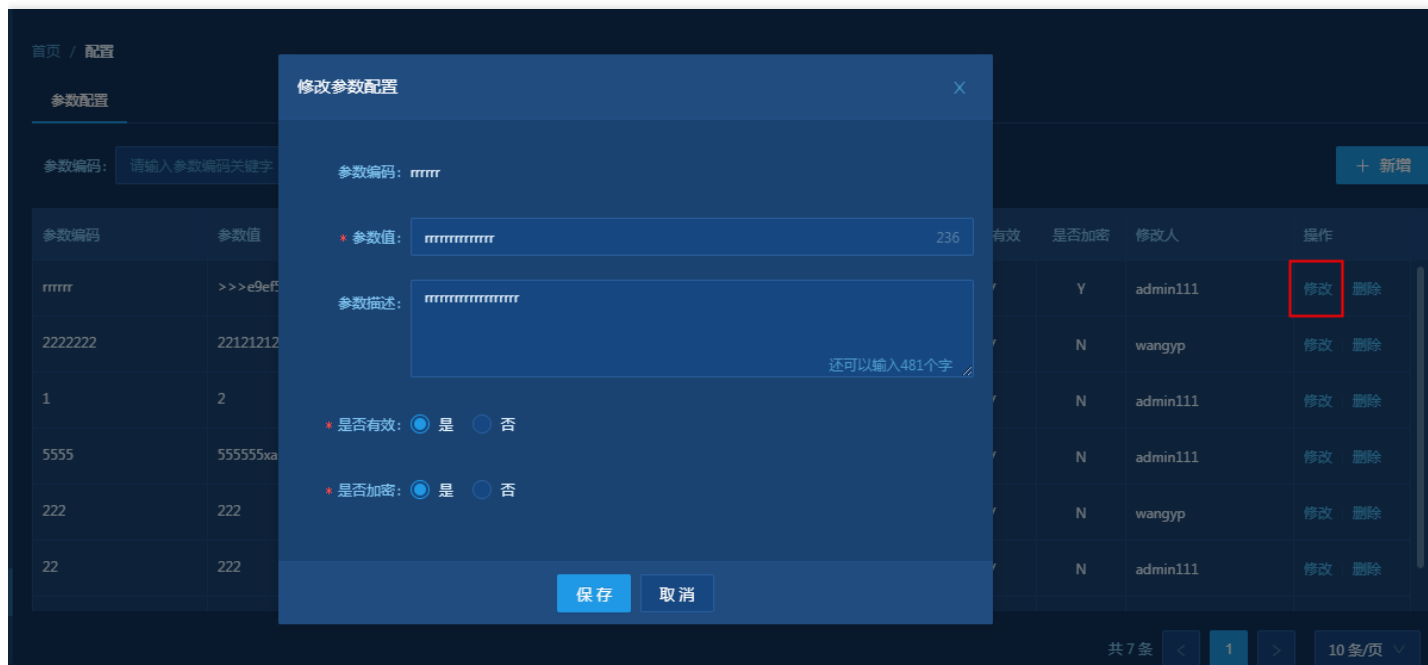 首页 / 配置
参数配置
参数编码: 请输入参数编码关键字
+ 新增
参数编码 参数值 有效 是否加密 修改人 操作
rrrrrr >>>e9ef5 Y admin111 修改 删除
2222222 22121212 N wangyp 修改 删除
1 2 N admin111 修改 删除
5555 555555xa N admin111 修改 删除
222 222 N wangyp 修改 删除
22 222 N admin111 修改 删除
共7条 < 1 > 10 条/页
修改参数配置
参数编码: rrrrrr
* 参数值: rrrrrrrrrrrrrr 236
参数描述: rrrrrrrrrrrrrrrrrrr
还可以输入481个字
* 是否有效: 是 否
* 是否加密: 是 否
保存 取消